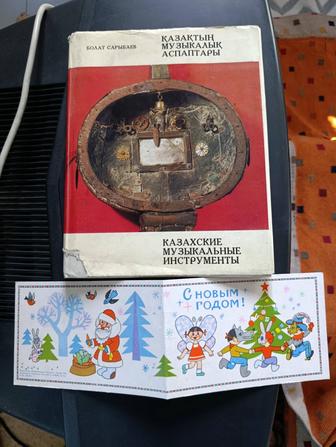 БОЛАТ САРЫБАЕВ
ҚАЗАҚТЫҢ
МУЗЫКАЛЫҚ
АСПАПТАРЫ
КАЗАХСКИЕ
МУЗЫКАЛЬНЫЕ
ИНСТРУМЕНТЫ
С НОВЫМ
ГОДОМ!